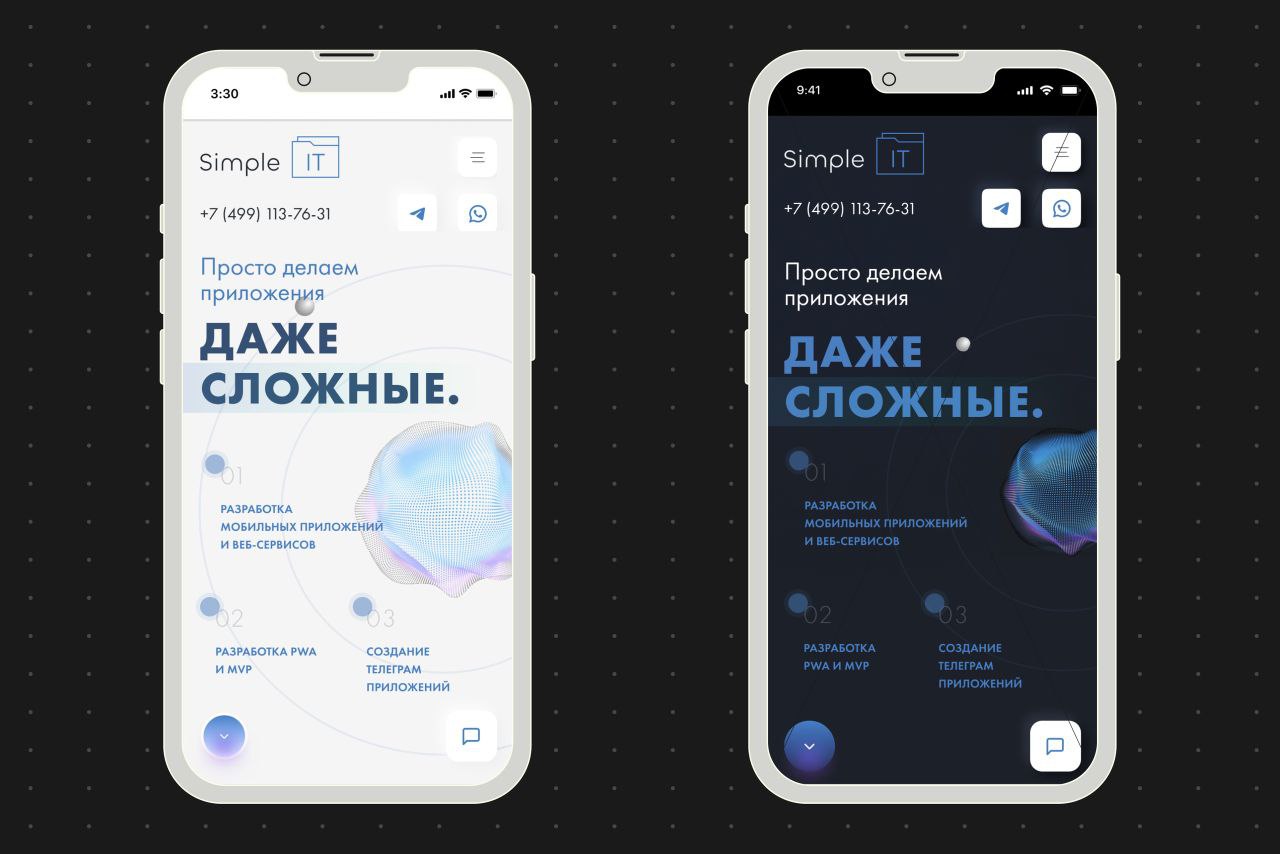 3:30
Simple IT
+7 (499) 113-76-31
Просто делаем
приложения
ДАЖЕ
СЛОЖНЫЕ.
01
РАЗРАБОТКА
МОБИЛЬНЫХ ПРИЛОЖЕНИЙ
И ВЕБ-СЕРВИСОВ
02
РАЗРАБОТКА PWA
И MVP
03
СОЗДАНИЕ
ТЕЛЕГРАМ
ПРИЛОЖЕНИЙ
9:41
Simple IT
+7 (499) 113-76-31
Просто делаем
приложения
ДАЖЕ
СЛОЖНЫЕ.
01
РАЗРАБОТКА
МОБИЛЬНЫХ ПРИЛОЖЕНИЙ
И ВЕБ-СЕРВИСОВ
02
РАЗРАБОТКА
PWA И MVP
03
СОЗДАНИЕ
ТЕЛЕГРАМ
ПРИЛОЖЕНИЙ